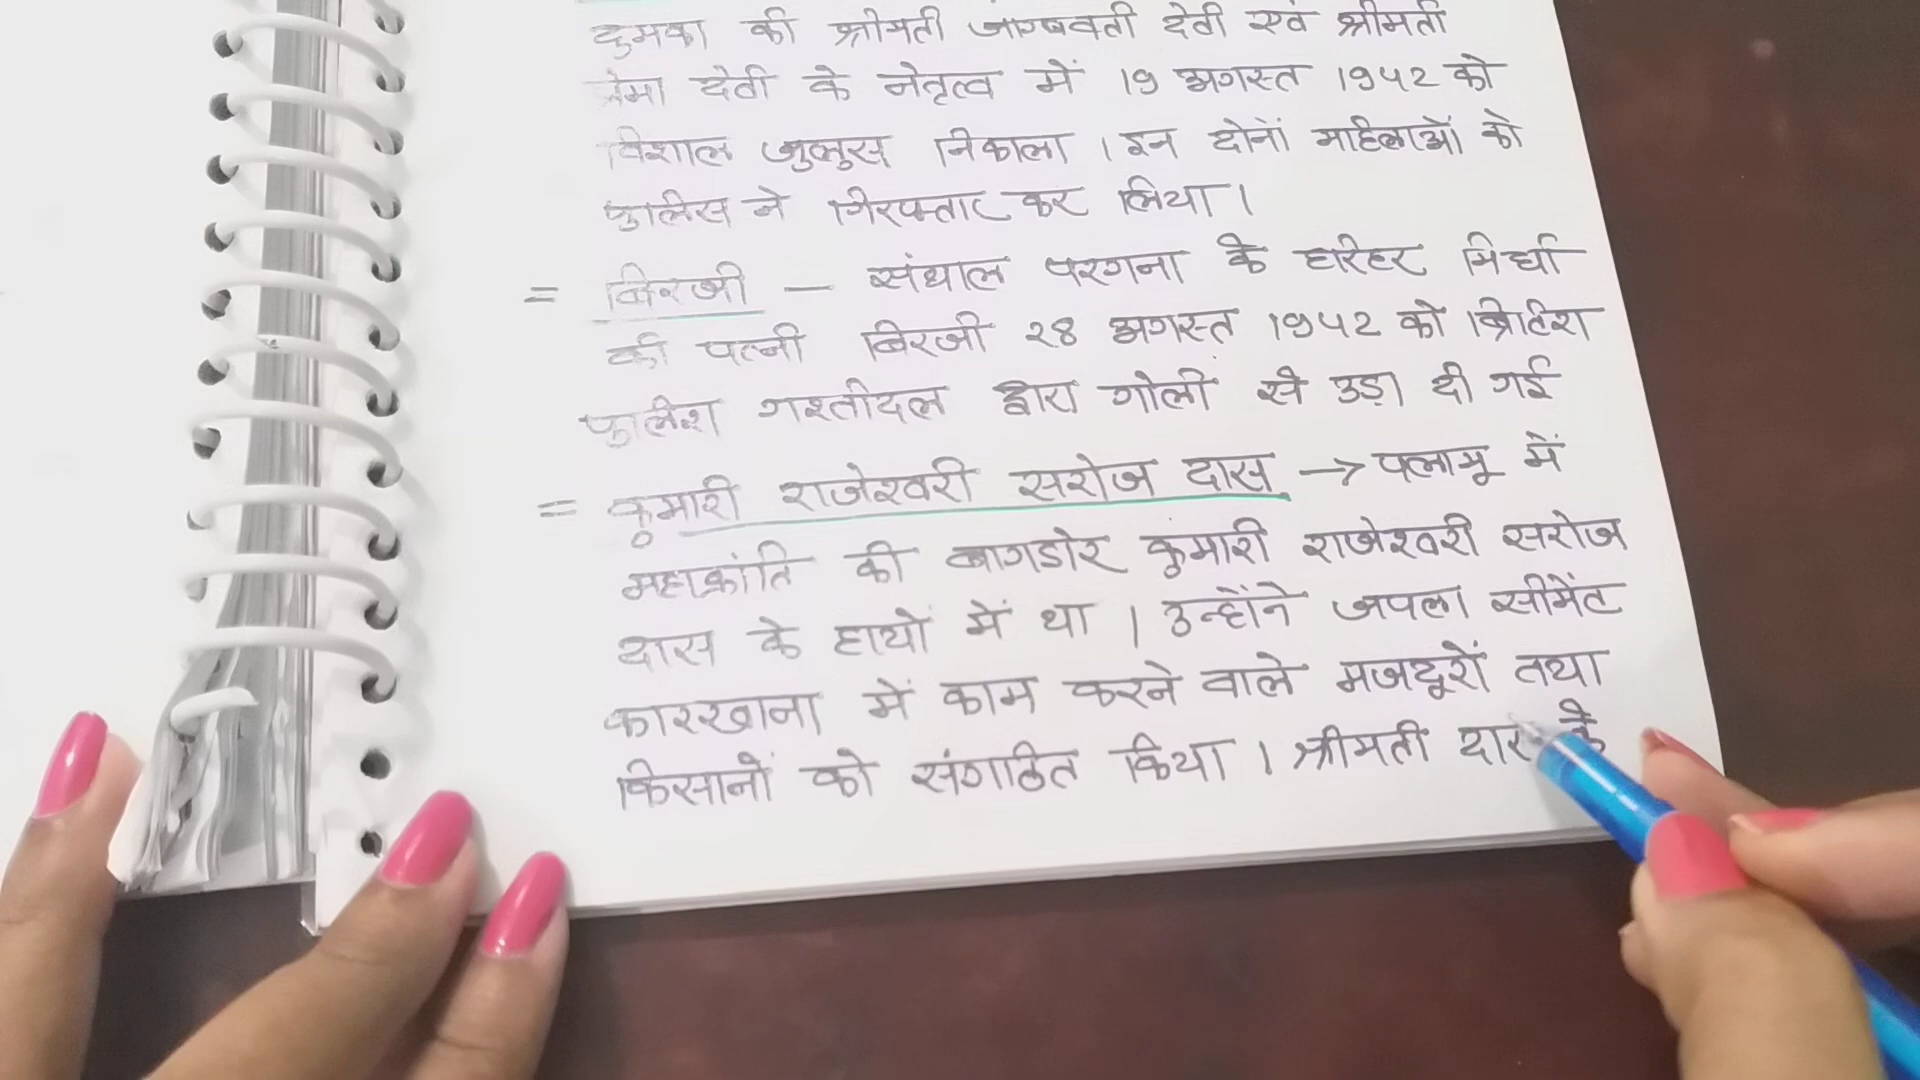 दुमका की श्रीमती जाम्बवती देवी एवं श्रीमती
प्रेमा देवी के नेतृत्व में 19 अगस्त 1942 को
विशाल जुलुस निकाला । इन दोनों महिलाओं को
पुलिस ने गिरफ्तार कर लिया ।
= बिरजी — संथाल परगना के हरिहर मिर्धा
की पत्नी बिरजी 28 अगस्त 1942 को ब्रिटिश
पुलिश गश्तीदल द्वारा गोली से उड़ा दी गई
= कुमारी राजेश्वरी सरोज दास → पलामू में
महाक्रांति की बागडोर कुमारी राजेश्वरी सरोज
दास के हाथों में था । उन्होंने जपला सीमेंट
कारखाना में काम करने वाले मजदूरों तथा
किसानों को संगठित किया । श्रीमती दास के